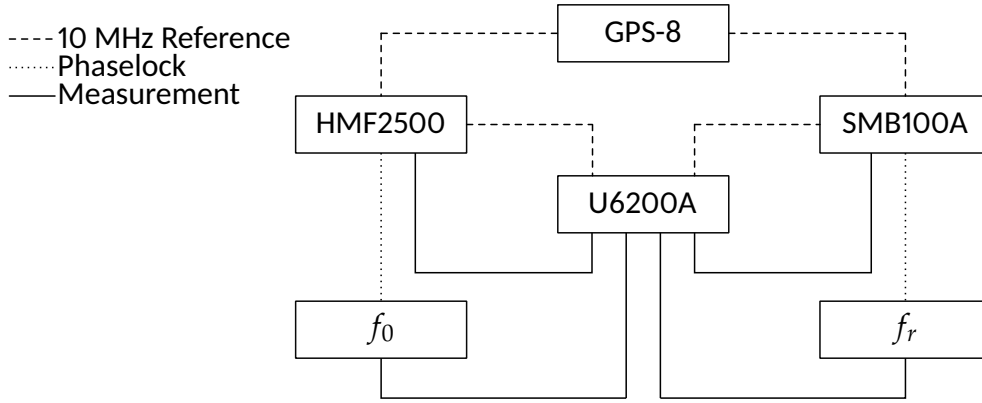 GPS-8
10 MHz Reference
Phaselock
Measurement
HMF2500
SMB100A
U6200A
f0
fr